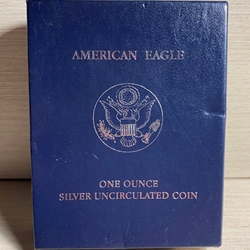 AMERICAN EAGLE
ONE OUNCE
SILVER UNCIRCULATED COIN